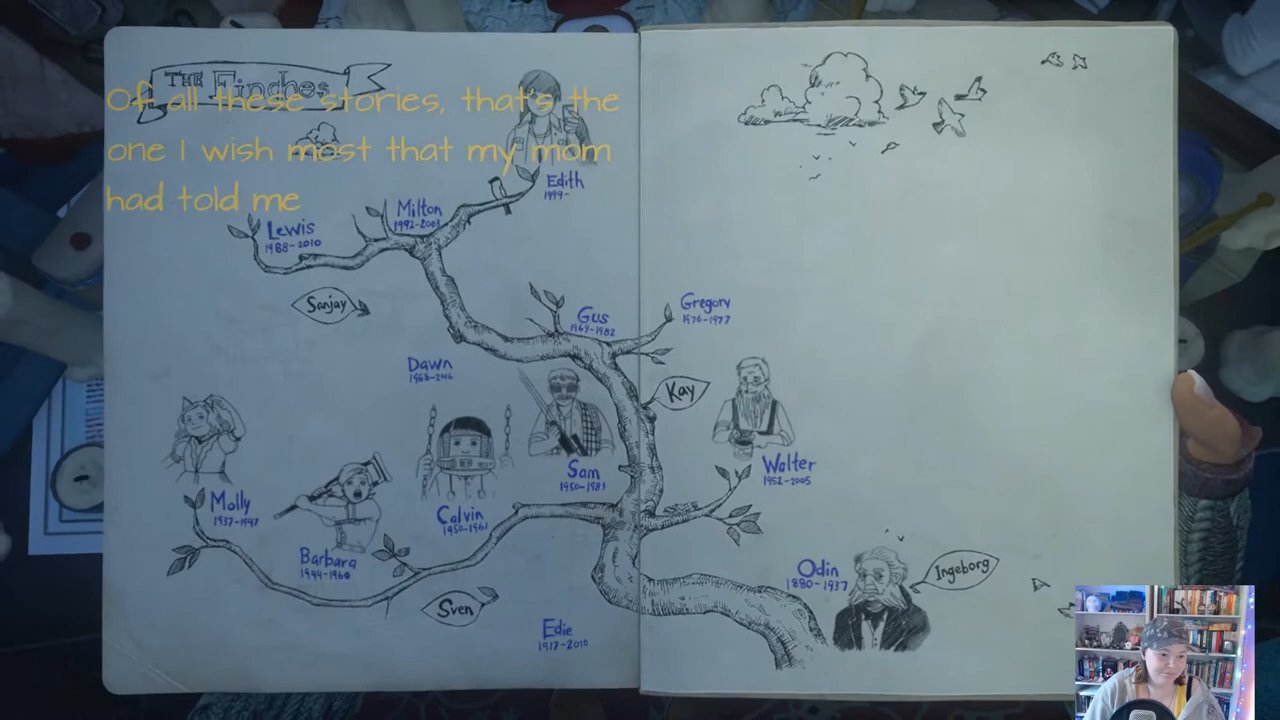 THE Finches
Of all these stories, that's the
one I wish most that my mom
had told me
Edith
1999-
Milton
1992-2003
Lewis
1988-2010
Sanjay
Gus
1969-1982
Gregory
1976-1977
Dawn
1968-2016
Kay
Sam
1950-1983
Walter
1952-2005
Molly
1937-1947
Calvin
1950-1961
Barbara
1944-1960
Odin
1880-1937
Ingeborg
Sven
Edie
1917-2010